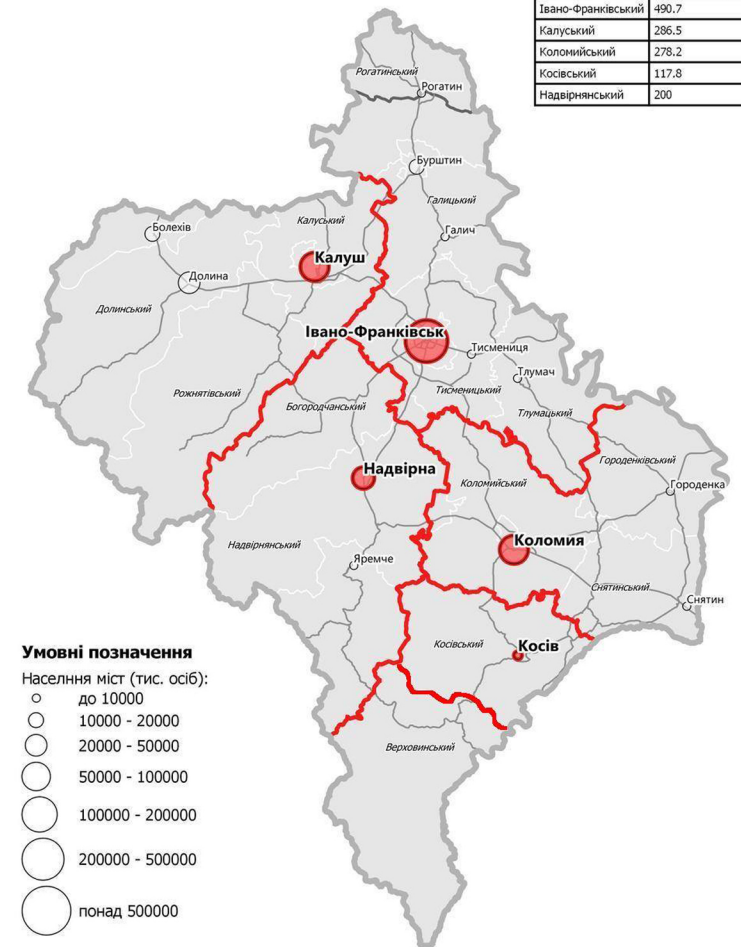 Івано-Франківський 490.7
Калуський 286.5
Коломийський 278.2
Косівський 117.8
Надвірнянський 200
Рогатинський
Рогатин
Бурштин
Галицький
Болехів
Калуський
Галич
Калуш
Долина
Долинський
Івано-Франківськ
Тисмениця
Тлумач
Рожнятівський
Тисменицький
Богородчанський
Тлумацький
Городенківський
Надвірна
Коломийський
Городенка
Надвірнянський
Коломия
Яремче
Снятинський
Снятин
Косівський
Косів
Верховинський
Умовні позначення
Населння міст (тис. осіб):
до 10000
10000 - 20000
20000 - 50000
50000 - 100000
100000 - 200000
200000 - 500000
понад 500000